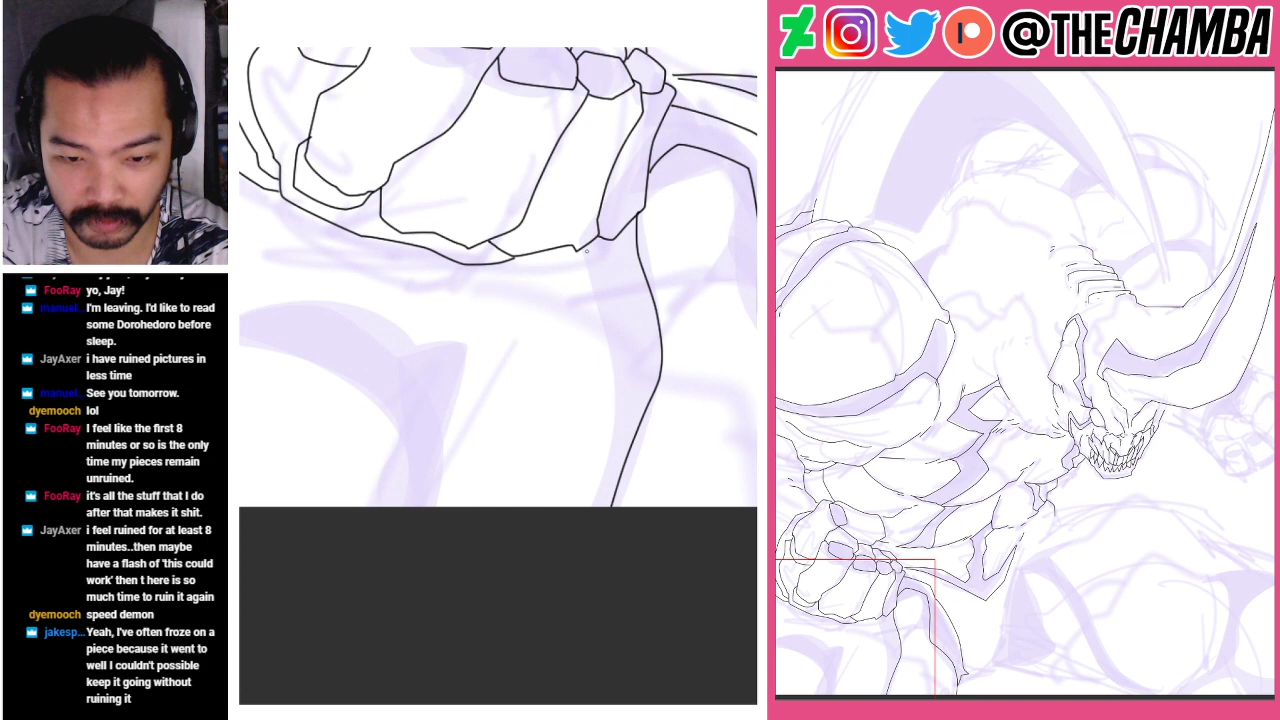 @THECHAMBA
FooRay yo, Jay!
manuel... I'm leaving. I'd like to read
some Dorohedoro before
sleep.
JayAxer i have ruined pictures in
less time
manuel... See you tomorrow.
dyemooch lol
FooRay I feel like the first 8
minutes or so is the only
time my pieces remain
unruined.
FooRay it's all the stuff that I do
after that makes it shit.
JayAxer i feel ruined for at least 8
minutes..then maybe
have a flash of 'this could
work' then t here is so
much time to ruin it again
dyemooch speed demon
jakesp... Yeah, I've often froze on a
piece because it went to
well I couldn't possible
keep it going without
ruining it